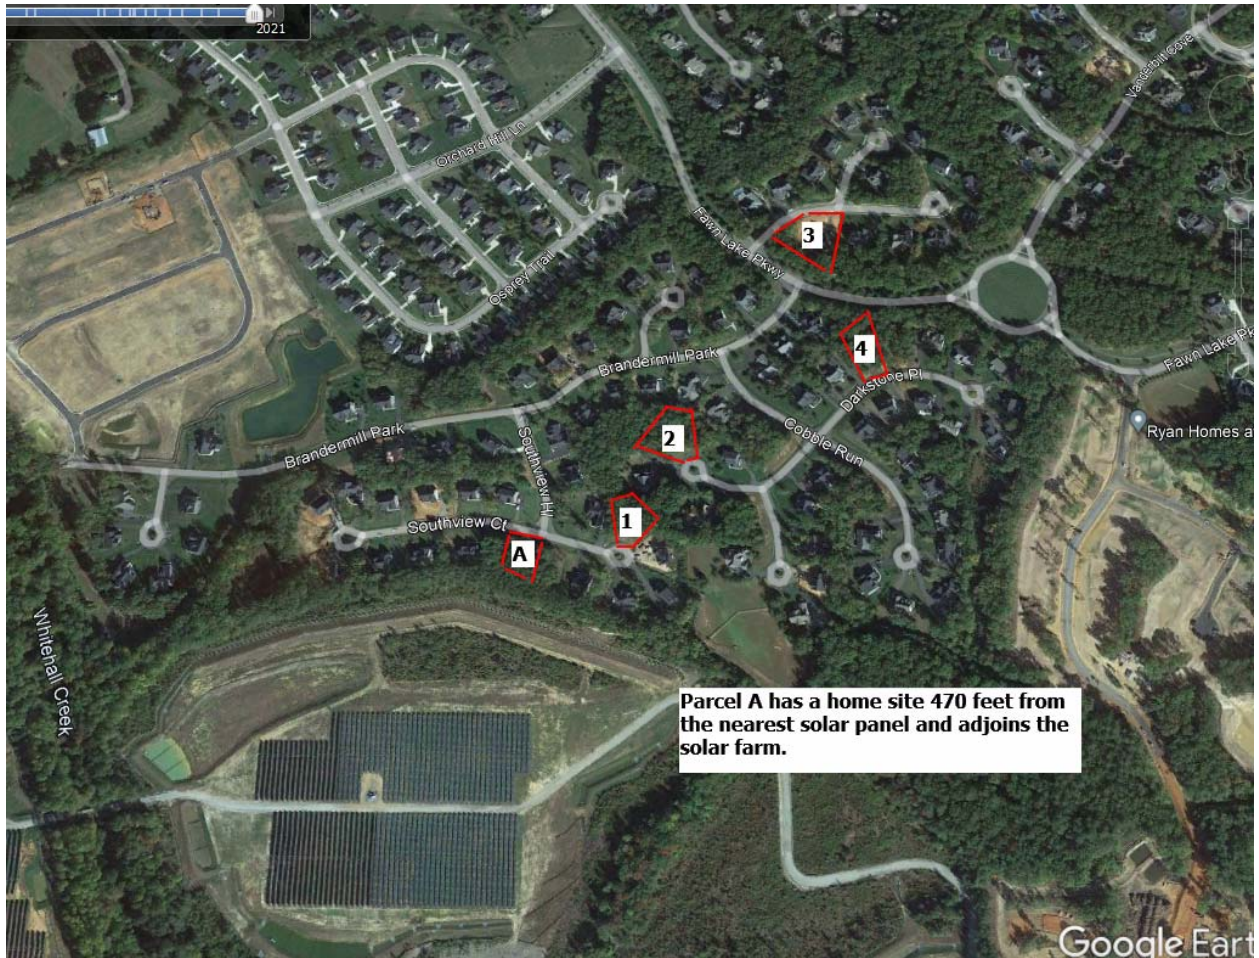 2021
Vanderbilt Cove
Orchard Hill Ln
Fawn Lake Pkwy
3
Osprey Trail
4
Fawn Lake Pk
Brandermill Park
Darkstone Pl
Ryan Homes a
2
Cobble Run
Brandermill Park
Southview Hl
1
Southview Ct
A
Whitehall Creek
Parcel A has a home site 470 feet from
the nearest solar panel and adjoins the
solar farm.
Google Eart